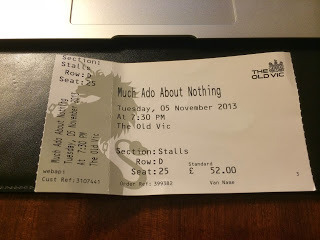 Section:
Stalls
Row:D
Seat:25
Much Ado About Nothing
Tuesday, 05 November 2013
At 7:30 PM
The Old Vic
webapi
Cust Ref:3107441
THE
OLD VIC
Much Ado About Nothing
Tuesday, 05 November 2013
At 7:30 PM
The Old Vic
Section:Stalls
Row:D
Seat:25
Standard
£ 52.00
Order Ref:399382
Van Name